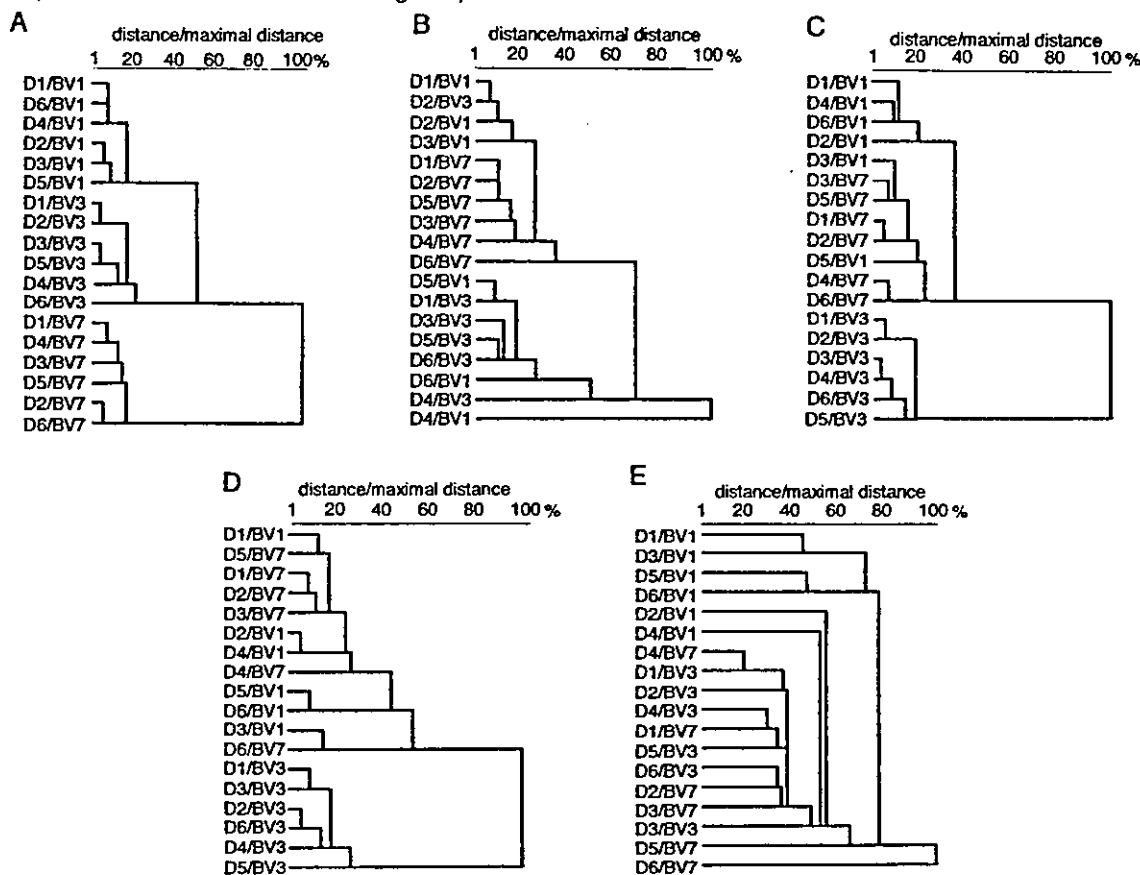 A
distance/maximal distance
1 20 40 60 80 100%
D1/BV1
D6/BV1
D4/BV1
D2/BV1
D3/BV1
D5/BV1
D1/BV3
D2/BV3
D3/BV3
D5/BV3
D4/BV3
D6/BV3
D1/BV7
D4/BV7
D3/BV7
D5/BV7
D2/BV7
D6/BV7
B
distance/maximal distance
1 20 40 60 80 100%
D1/BV1
D2/BV3
D2/BV1
D3/BV1
D1/BV7
D2/BV7
D5/BV7
D3/BV7
D4/BV7
D6/BV7
D5/BV1
D1/BV3
D3/BV3
D5/BV3
D6/BV3
D6/BV1
D4/BV3
D4/BV1
C
distance/maximal distance
1 20 40 60 80 100%
D1/BV1
D4/BV1
D6/BV1
D2/BV1
D3/BV1
D3/BV7
D5/BV7
D1/BV7
D2/BV7
D5/BV1
D4/BV7
D6/BV7
D1/BV3
D2/BV3
D3/BV3
D4/BV3
D6/BV3
D5/BV3
D
distance/maximal distance
1 20 40 60 80 100 %
D1/BV1
D5/BV7
D1/BV7
D2/BV7
D3/BV7
D2/BV1
D4/BV1
D4/BV7
D5/BV1
D6/BV1
D3/BV1
D6/BV7
D1/BV3
D3/BV3
D2/BV3
D6/BV3
D4/BV3
D5/BV3
E
distance/maximal distance
1 20 40 60 80 100 %
D1/BV1
D3/BV1
D5/BV1
D6/BV1
D2/BV1
D4/BV1
D4/BV7
D1/BV3
D2/BV3
D4/BV3
D1/BV7
D5/BV3
D6/BV3
D2/BV7
D3/BV7
D3/BV3
D5/BV7
D6/BV7